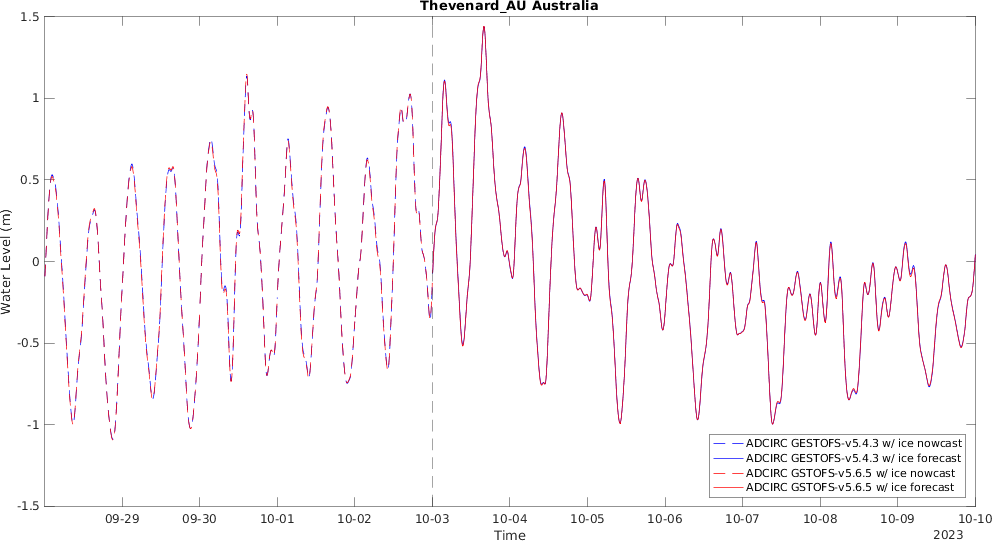 Thevenard_AU Australia
1.5
1
0.5
0
-0.5
-1
-1.5
Water Level (m)
ADCIRC GESTOFS-v5.4.3 w/ ice nowcast
ADCIRC GESTOFS-v5.4.3 w/ ice forecast
ADCIRC GSTOFS-v5.6.5 w/ ice nowcast
ADCIRC GSTOFS-v5.6.5 w/ ice forecast
09-29 09-30 10-01 10-02 10-03 10-04 10-05 10-06 10-07 10-08 10-09 10-10
Time
2023